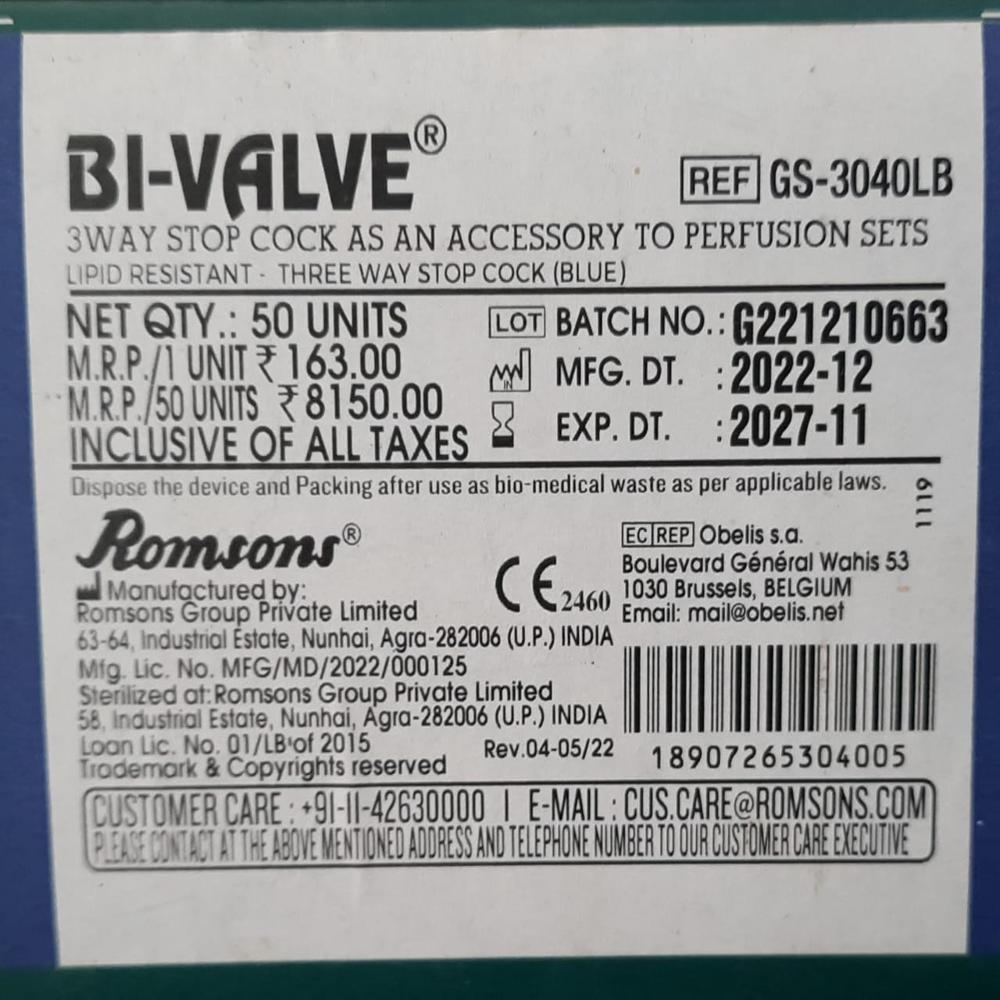 BI-VALVE®
REF GS-3040LB
3WAY STOP COCK AS AN ACCESSORY TO PERFUSION SETS
LIPID RESISTANT - THREE WAY STOP COCK (BLUE)
NET QTY.: 50 UNITS
M.R.P./1 UNIT ₹ 163.00
M.R.P./50 UNITS ₹ 8150.00
INCLUSIVE OF ALL TAXES
LOT BATCH NO.: G221210663
IN MFG. DT. : 2022-12
EXP. DT. : 2027-11
Dispose the device and Packing after use as bio-medical waste as per applicable laws.
6111
Romsons®
Manufactured by:
Romsons Group Private Limited
63-64, Industrial Estate, Nunhai, Agra-282006 (U.P.) INDIA
Mfg. Lic. No. MFG/MD/2022/000125
Sterilized at: Romsons Group Private Limited
58, Industrial Estate, Nunhai, Agra-282006 (U.P.) INDIA
Loan Lic. No. 01/LB of 2015
Trademark & Copyrights reserved
Rev.04-05/22
CE 2460
EC REP Obelis s.a.
Boulevard Général Wahis 53
1030 Brussels, BELGIUM
Email: mail@obelis.net
18907265304005
CUSTOMER CARE : +91-11-42630000 | E-MAIL : CUS.CARE@ROMSONS.COM
PLEASE CONTACT AT THE ABOVE MENTIONED ADDRESS AND TELEPHONE NUMBER TO OUR CUSTOMER CARE EXECUTIVE